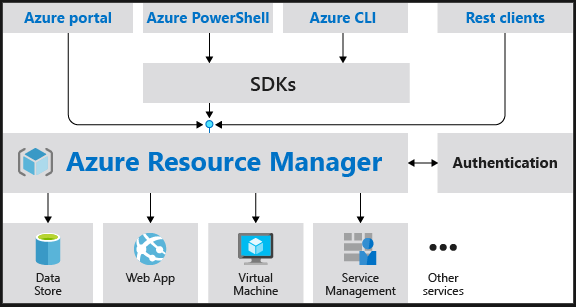 Azure portal
Azure PowerShell
Azure CLI
Rest clients
SDKs
Azure Resource Manager
Authentication
Data
Store
Web App
Virtual
Machine
Service
Management
Other
services